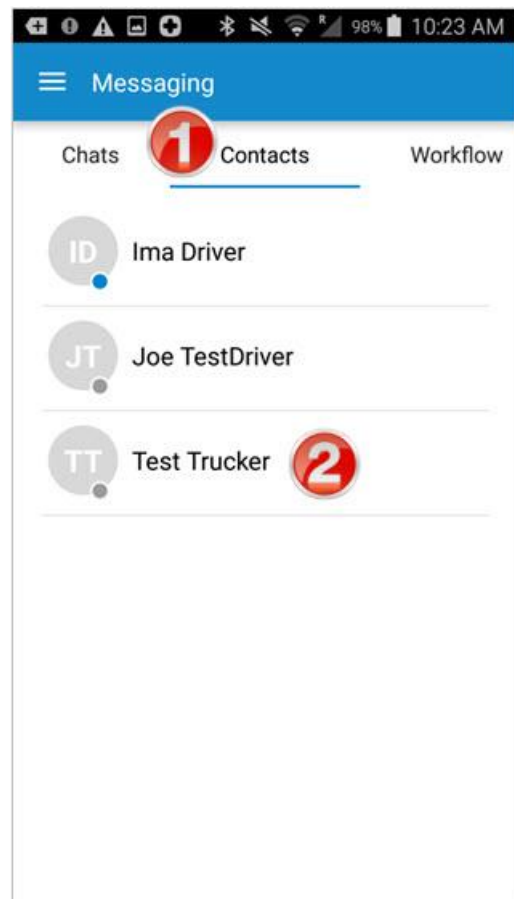 R 98% 10:23 AM
Messaging
Chats 1 Contacts Workflow
ID Ima Driver
JT Joe TestDriver
TT Test Trucker 2